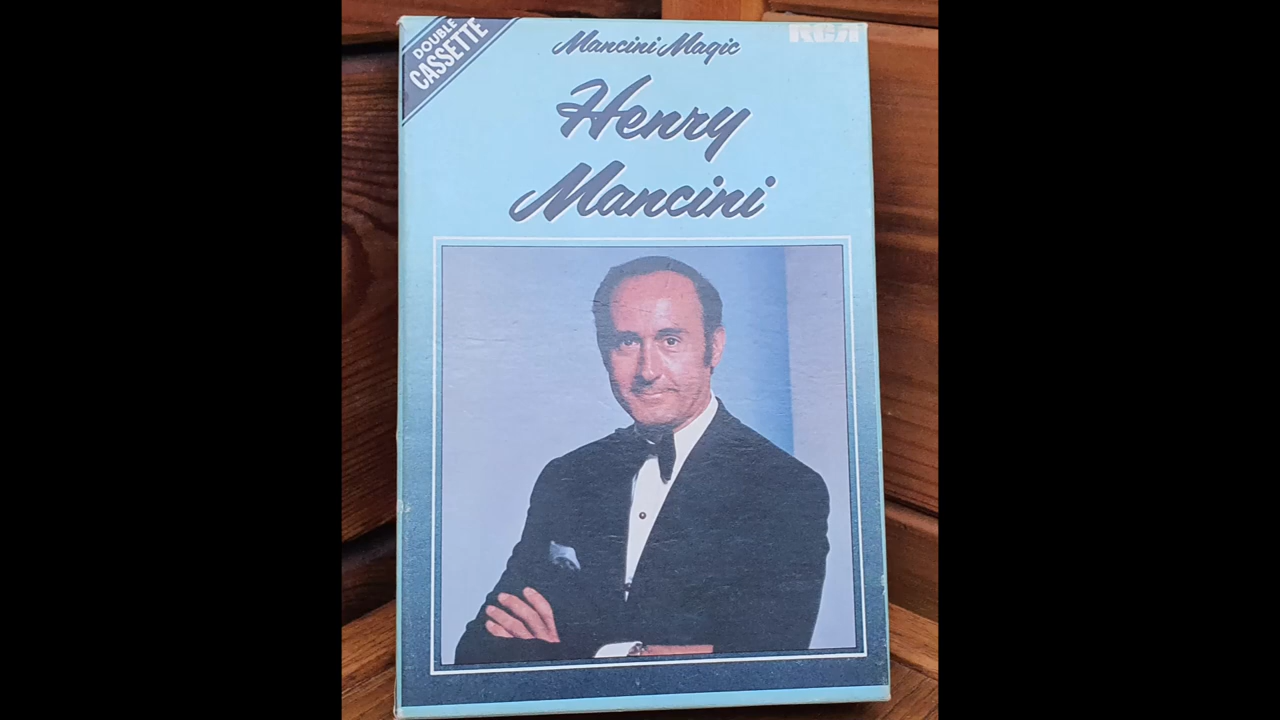 DOUBLE
CASSETTE
Mancini Magic
RCA
Henry
Mancini